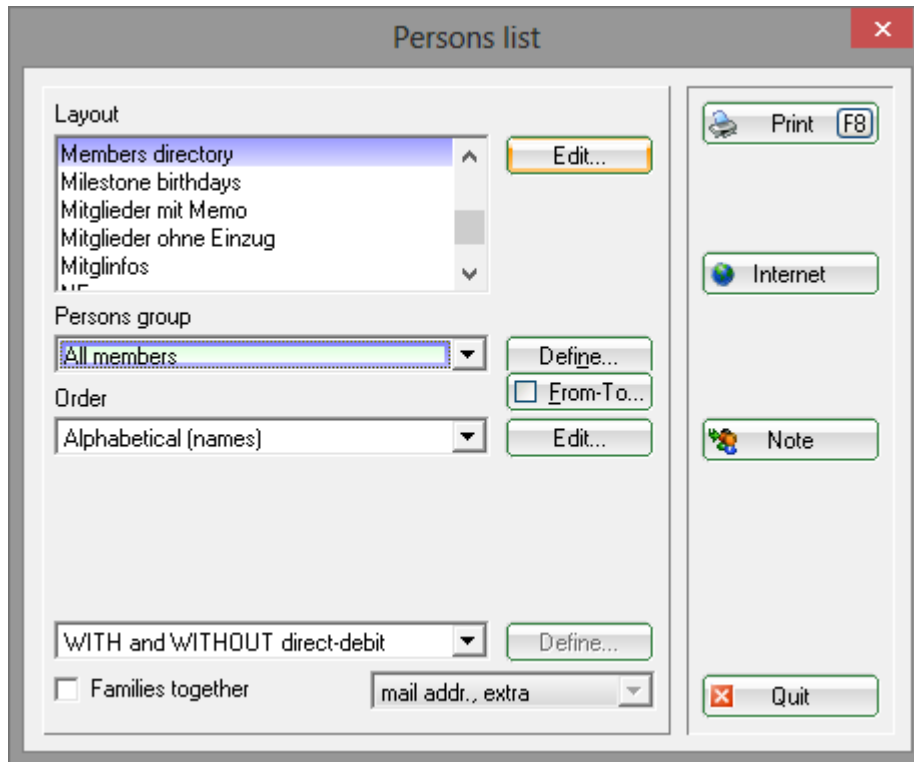 Persons list
Layout
Members directory
Milestone birthdays
Mitglieder mit Memo
Mitglieder ohne Einzug
Mitglinfos
Edit...
Persons group
All members
Define...
From-To...
Order
Alphabetical (names)
Edit...
WITH and WITHOUT direct-debit
Define...
Families together
mail addr., extra
Print F8
Internet
Note
Quit